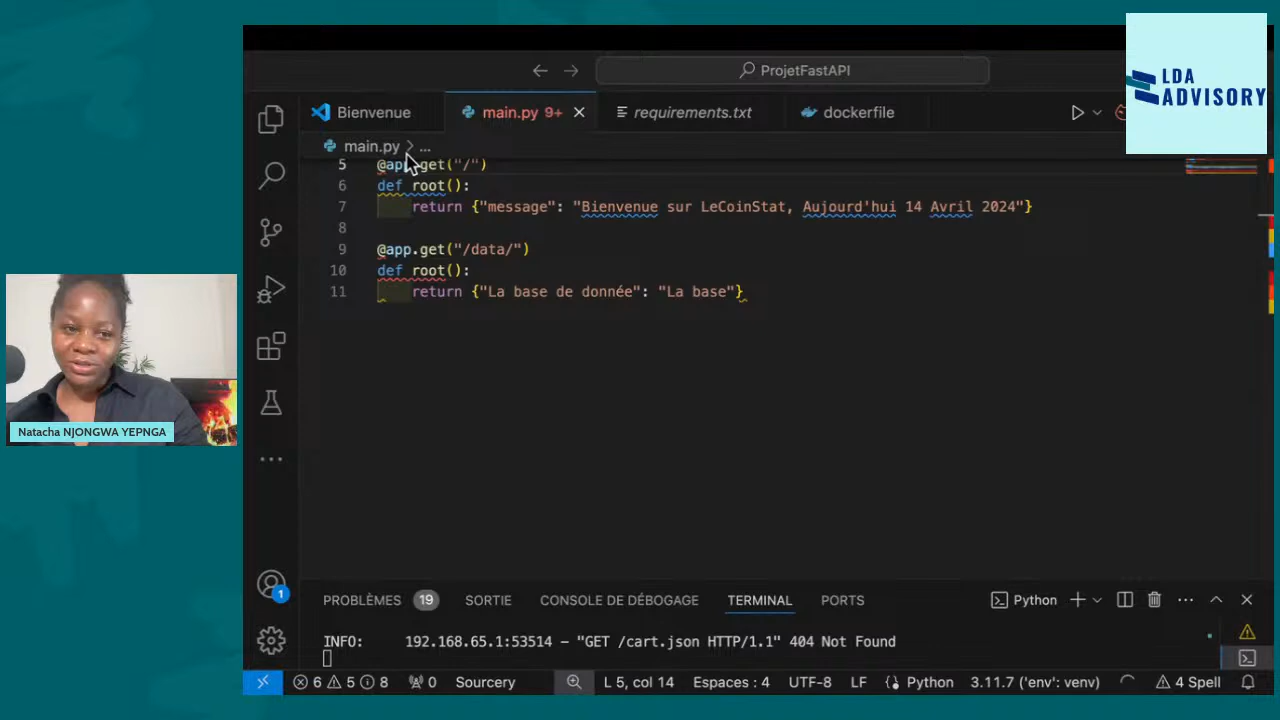 ProjetFastAPI
LDA
ADVISORY
Bienvenue
main.py 9+
requirements.txt
dockerfile
main.py > ...
5 @app.get("/")
6 def root():
7 return {"message": "Bienvenue sur LeCoinStat, Aujourd'hui 14 Avril 2024"}
8
9 @app.get("/data/")
10 def root():
11 return {"La base de donnée": "La base"}
Natacha NJONGWA YEPNGA
1
PROBLÈMES 19 SORTIE CONSOLE DE DÉBOGAGE TERMINAL PORTS Python
INFO: 192.168.65.1:53514 – "GET /cart.json HTTP/1.1" 404 Not Found
6 5 8 0 Sourcery L 5, col 14 Espaces : 4 UTF-8 LF Python 3.11.7 ('env': venv) 4 Spell